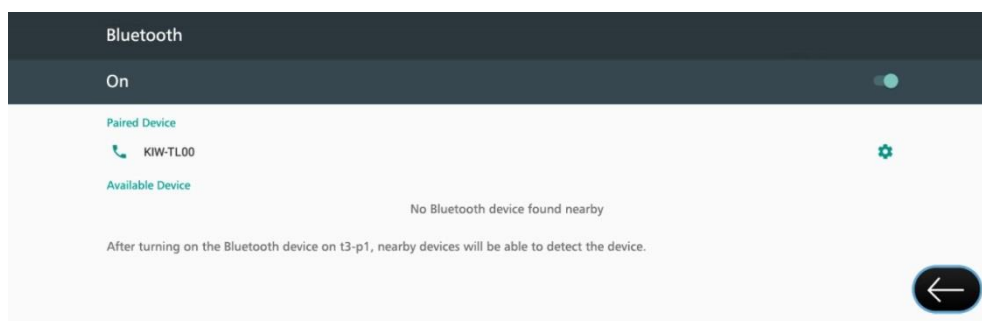 Bluetooth
On
Paired Device
KIW-TL00
Available Device
No Bluetooth device found nearby
After turning on the Bluetooth device on t3-p1, nearby devices will be able to detect the device.